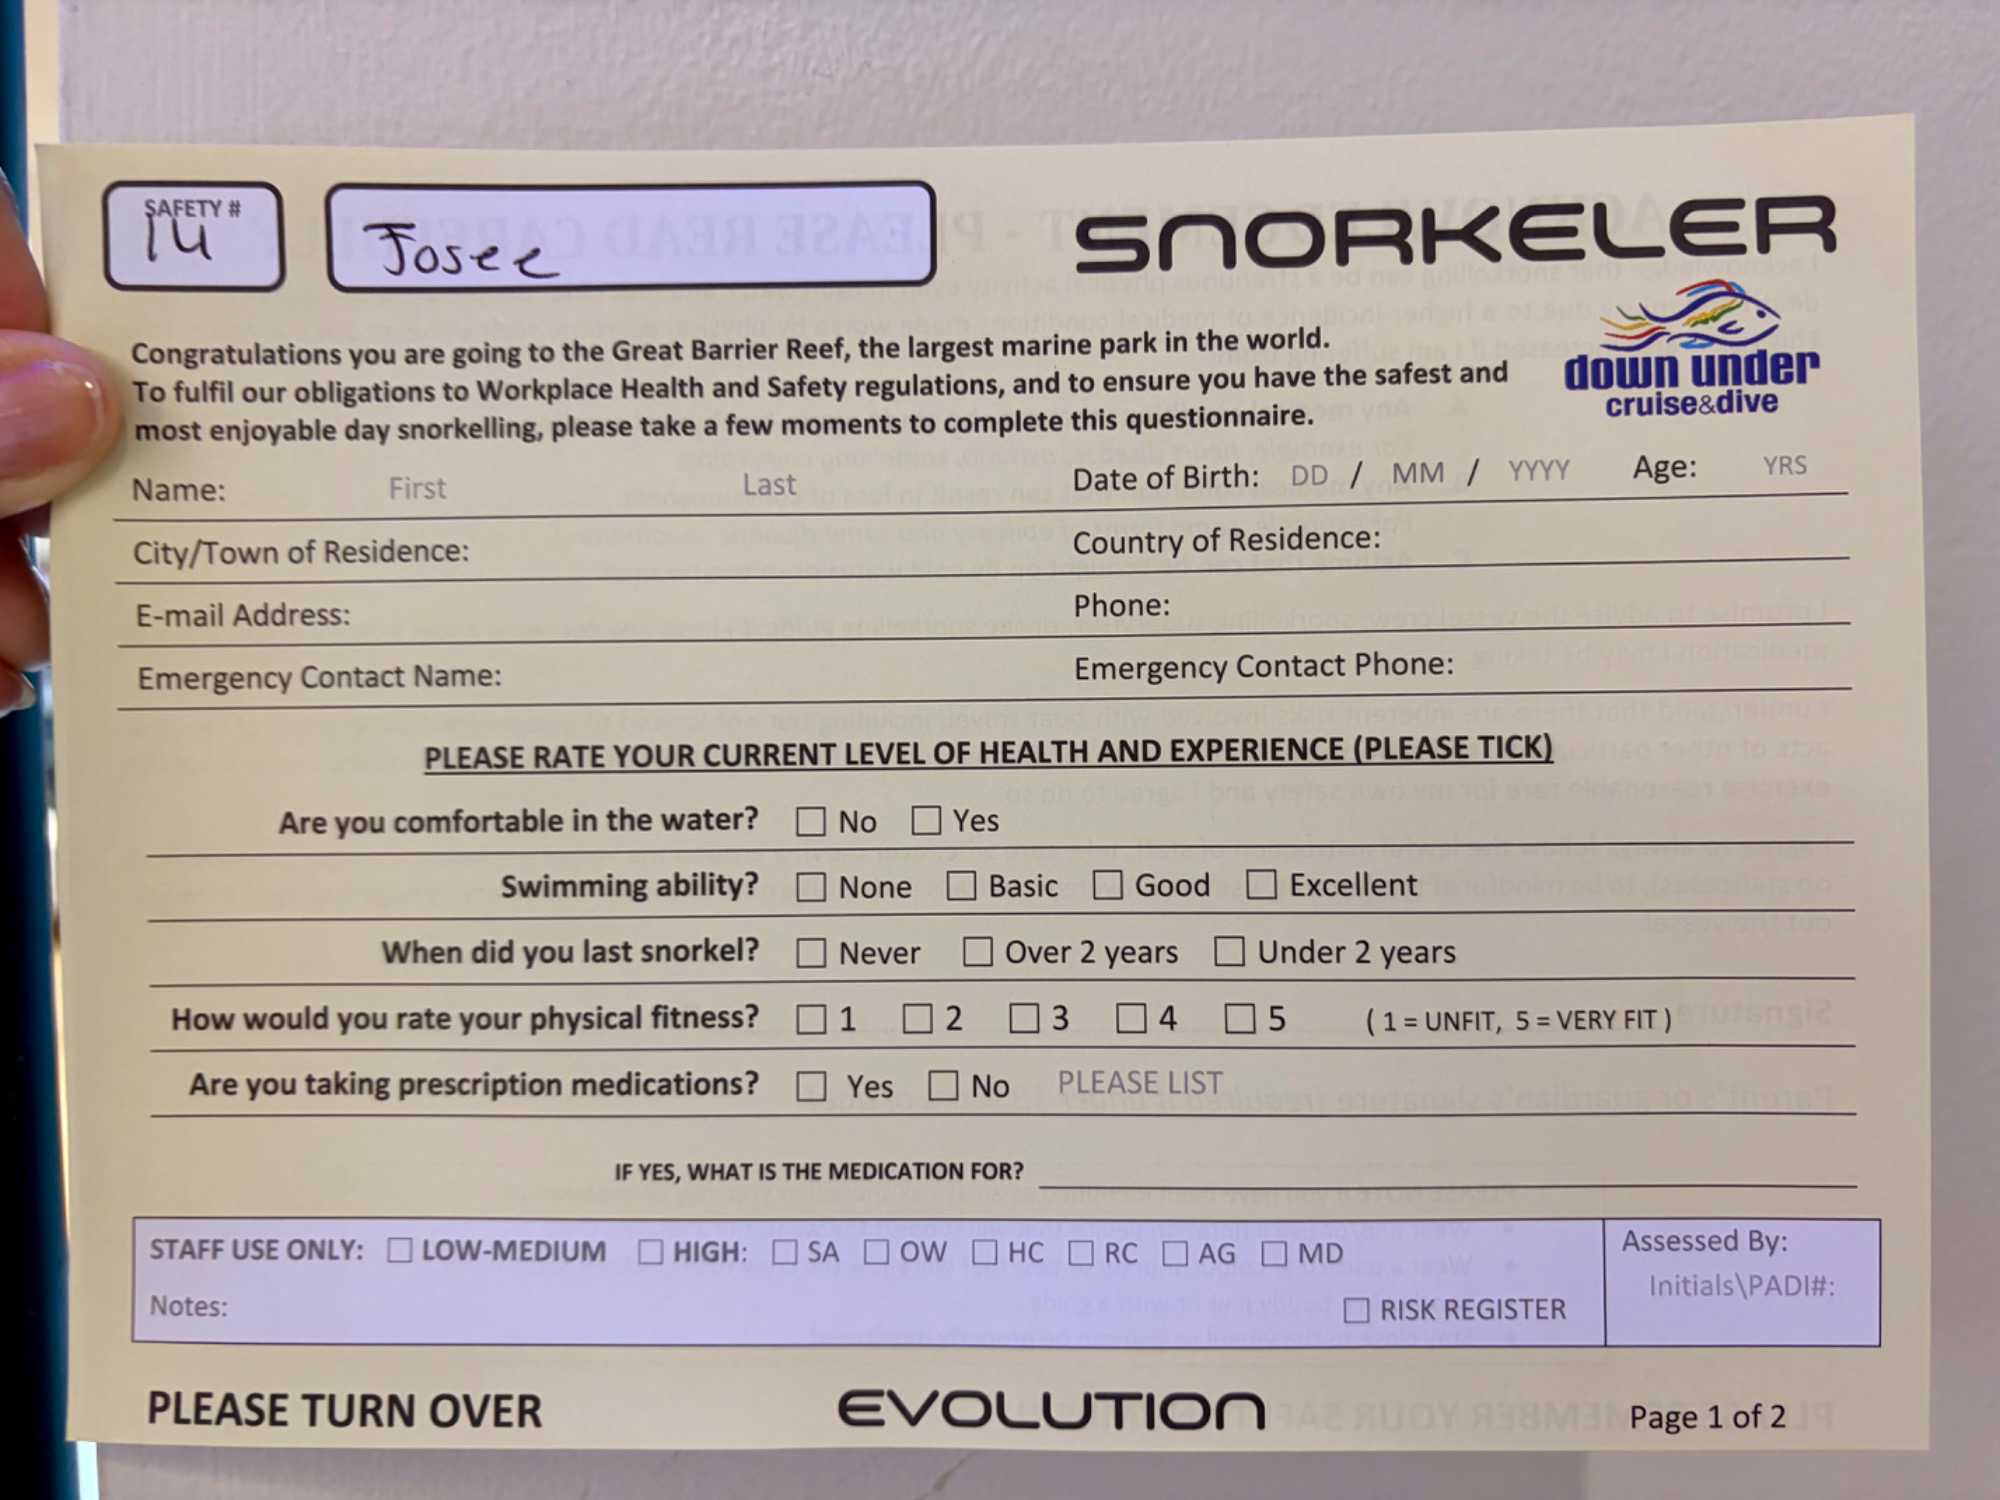 SAFETY #
14
Josee
SNORKELER
down under
cruise&dive
Congratulations you are going to the Great Barrier Reef, the largest marine park in the world.
To fulfil our obligations to Workplace Health and Safety regulations, and to ensure you have the safest and
most enjoyable day snorkelling, please take a few moments to complete this questionnaire.
Name: First Last Date of Birth: DD / MM / YYYY Age: YRS
City/Town of Residence: Country of Residence:
E-mail Address: Phone:
Emergency Contact Name: Emergency Contact Phone:
PLEASE RATE YOUR CURRENT LEVEL OF HEALTH AND EXPERIENCE (PLEASE TICK)
Are you comfortable in the water? ☐ No ☐ Yes
Swimming ability? ☐ None ☐ Basic ☐ Good ☐ Excellent
When did you last snorkel? ☐ Never ☐ Over 2 years ☐ Under 2 years
How would you rate your physical fitness? ☐ 1 ☐ 2 ☐ 3 ☐ 4 ☐ 5 ( 1 = UNFIT, 5 = VERY FIT )
Are you taking prescription medications? ☐ Yes ☐ No PLEASE LIST
IF YES, WHAT IS THE MEDICATION FOR?
STAFF USE ONLY: ☐ LOW-MEDIUM ☐ HIGH: ☐ SA ☐ OW ☐ HC ☐ RC ☐ AG ☐ MD
Assessed By:
Initials\PADI#:
Notes: ☐ RISK REGISTER
PLEASE TURN OVER EVOLUTION Page 1 of 2